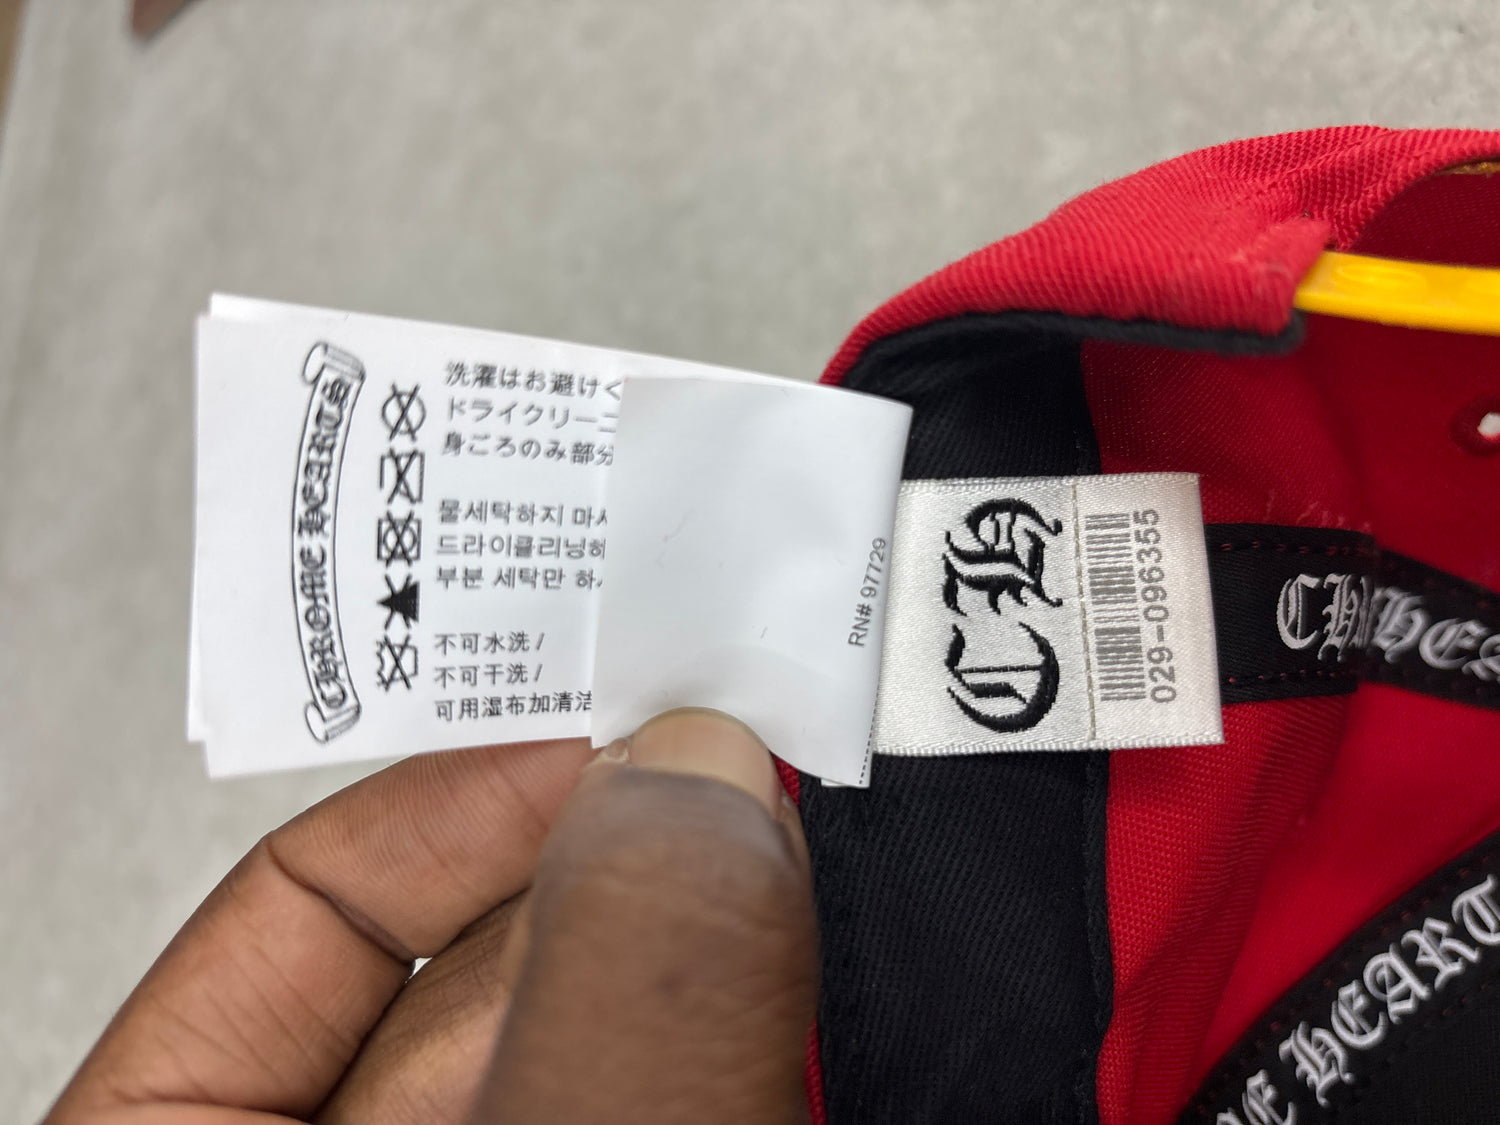 CHROME HEARTS
洗濯はお避けく
ドライクリーニ
身ごろのみ部分
물세탁하지 마시
드라이클리닝해
부분 세탁만 하
不可水洗 /
不可干洗 /
可用湿布加清洁
RN# 97729
CH
029-096355
HEART